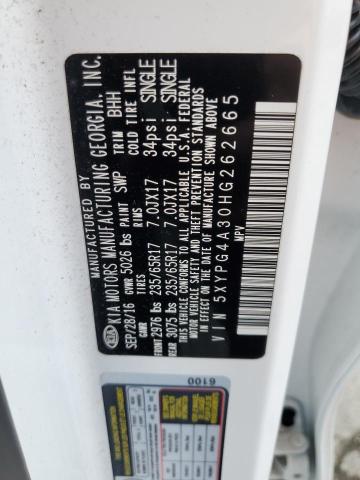 MANUFACTURED BY
KIA KIA MOTORS MANUFACTURING GEORGIA, INC.
SEP/28/16 GVWR 5026 lbs PAINT SWP TRIM BHH
GAWR TIRES RIMS COLD TIRE INFL
FRONT 2976 lbs 235/65R17 7.0JX17 34psi SINGLE
REAR 3075 lbs 235/65R17 7.0JX17 34psi SINGLE
THIS VEHICLE CONFORMS TO ALL APPLICABLE U.S.A. FEDERAL
MOTOR VEHICLE SAFETY AND THEFT PREVENTION STANDARDS
IN EFFECT ON THE DATE OF MANUFACTURE SHOWN ABOVE
VIN 5XYPG4A30HG262665
MPV
6100